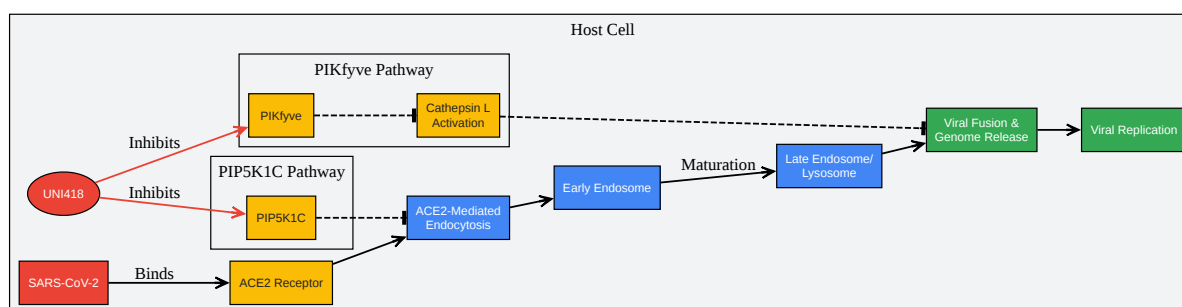 Host Cell
PIKfyve Pathway
PIKfyve
Cathepsin L
Activation
Viral Fusion &
Genome Release
Viral Replication
Inhibits
Late Endosome/
Lysosome
Maturation
PIP5K1C Pathway
Early Endosome
UNI418
Inhibits
PIP5K1C
ACE2-Mediated
Endocytosis
SARS-CoV-2
Binds
ACE2 Receptor